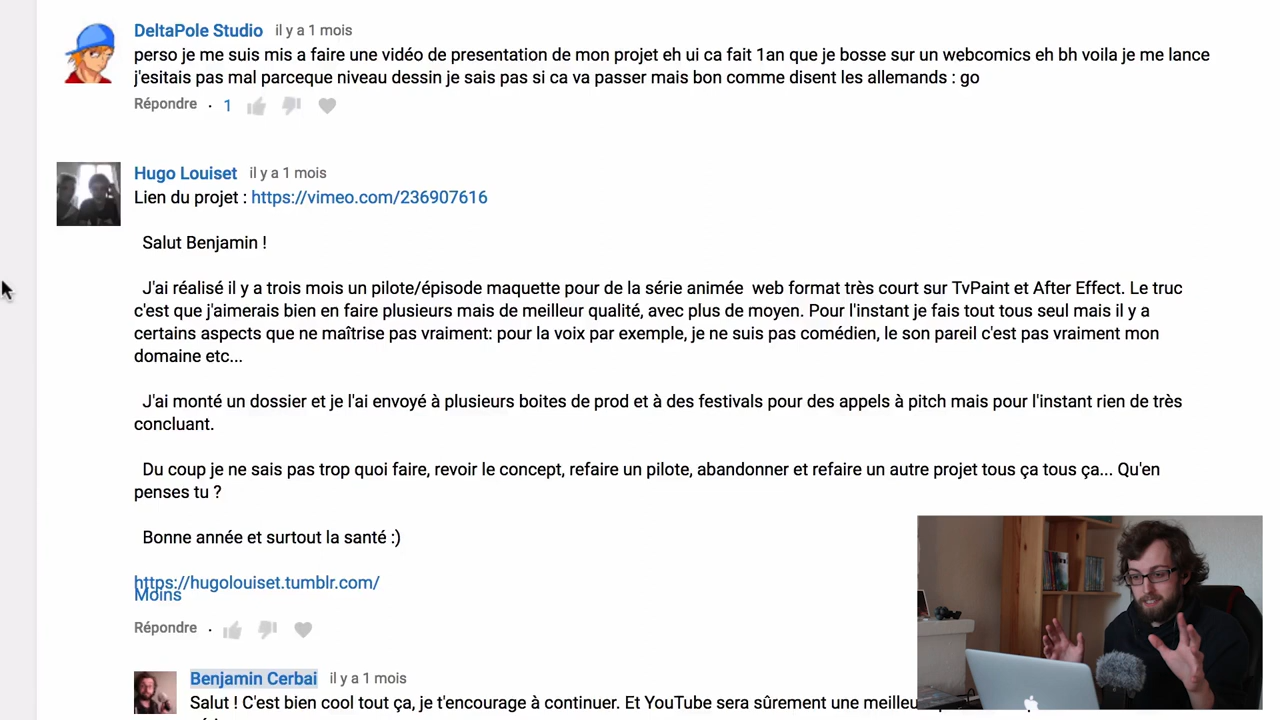 DeltaPole Studio il y a 1 mois
perso je me suis mis a faire une vidéo de presentation de mon projet eh ui ca fait 1an que je bosse sur un webcomics eh bh voila je me lance
j'esitais pas mal parceque niveau dessin je sais pas si ca va passer mais bon comme disent les allemands : go
Répondre · 1
Hugo Louiset il y a 1 mois
Lien du projet : https://vimeo.com/236907616
Salut Benjamin !
J'ai réalisé il y a trois mois un pilote/épisode maquette pour de la série animée web format très court sur TvPaint et After Effect. Le truc
c'est que j'aimerais bien en faire plusieurs mais de meilleur qualité, avec plus de moyen. Pour l'instant je fais tout tous seul mais il y a
certains aspects que ne maîtrise pas vraiment: pour la voix par exemple, je ne suis pas comédien, le son pareil c'est pas vraiment mon
domaine etc...
J'ai monté un dossier et je l'ai envoyé à plusieurs boites de prod et à des festivals pour des appels à pitch mais pour l'instant rien de très
concluant.
Du coup je ne sais pas trop quoi faire, revoir le concept, refaire un pilote, abandonner et refaire un autre projet tous ça tous ça... Qu'en
penses tu ?
Bonne année et surtout la santé :)
https://hugolouiset.tumblr.com/
Moins
Répondre ·
Benjamin Cerbai il y a 1 mois
Salut ! C'est bien cool tout ça, je t'encourage à continuer. Et YouTube sera sûrement une meilleu